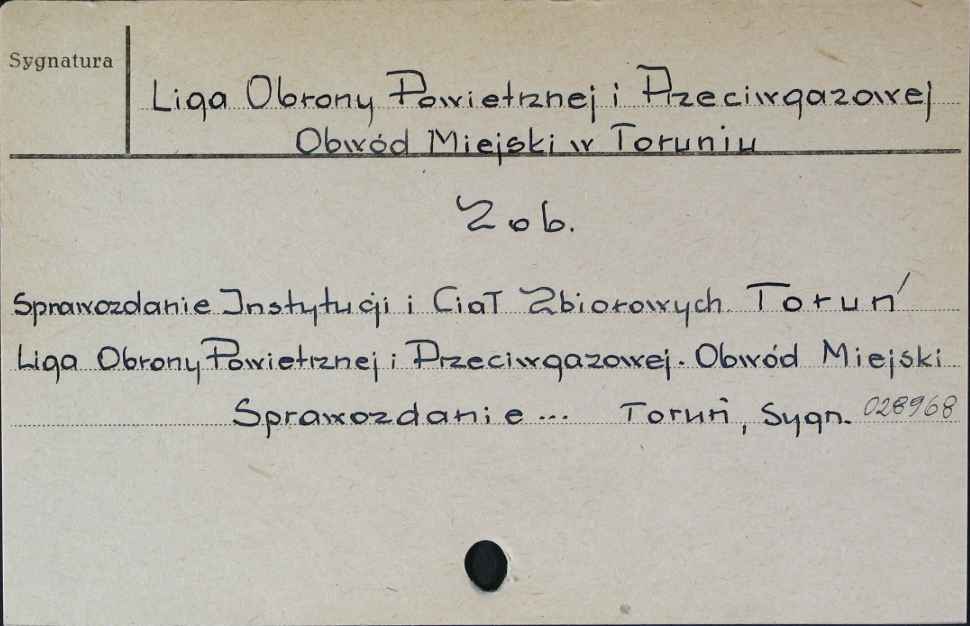 Sygnatura
Liga Obrony Powietrznej i Przeciwgazowej
Obwód Miejski w Toruniu
Zob.
Sprawozdanie Instytucji i Ciał Zbiorowych. Toruń
Liga Obrony Powietrznej i Przeciwgazowej. Obwód Miejski
Sprawozdanie... Toruń, Sygn. 028968